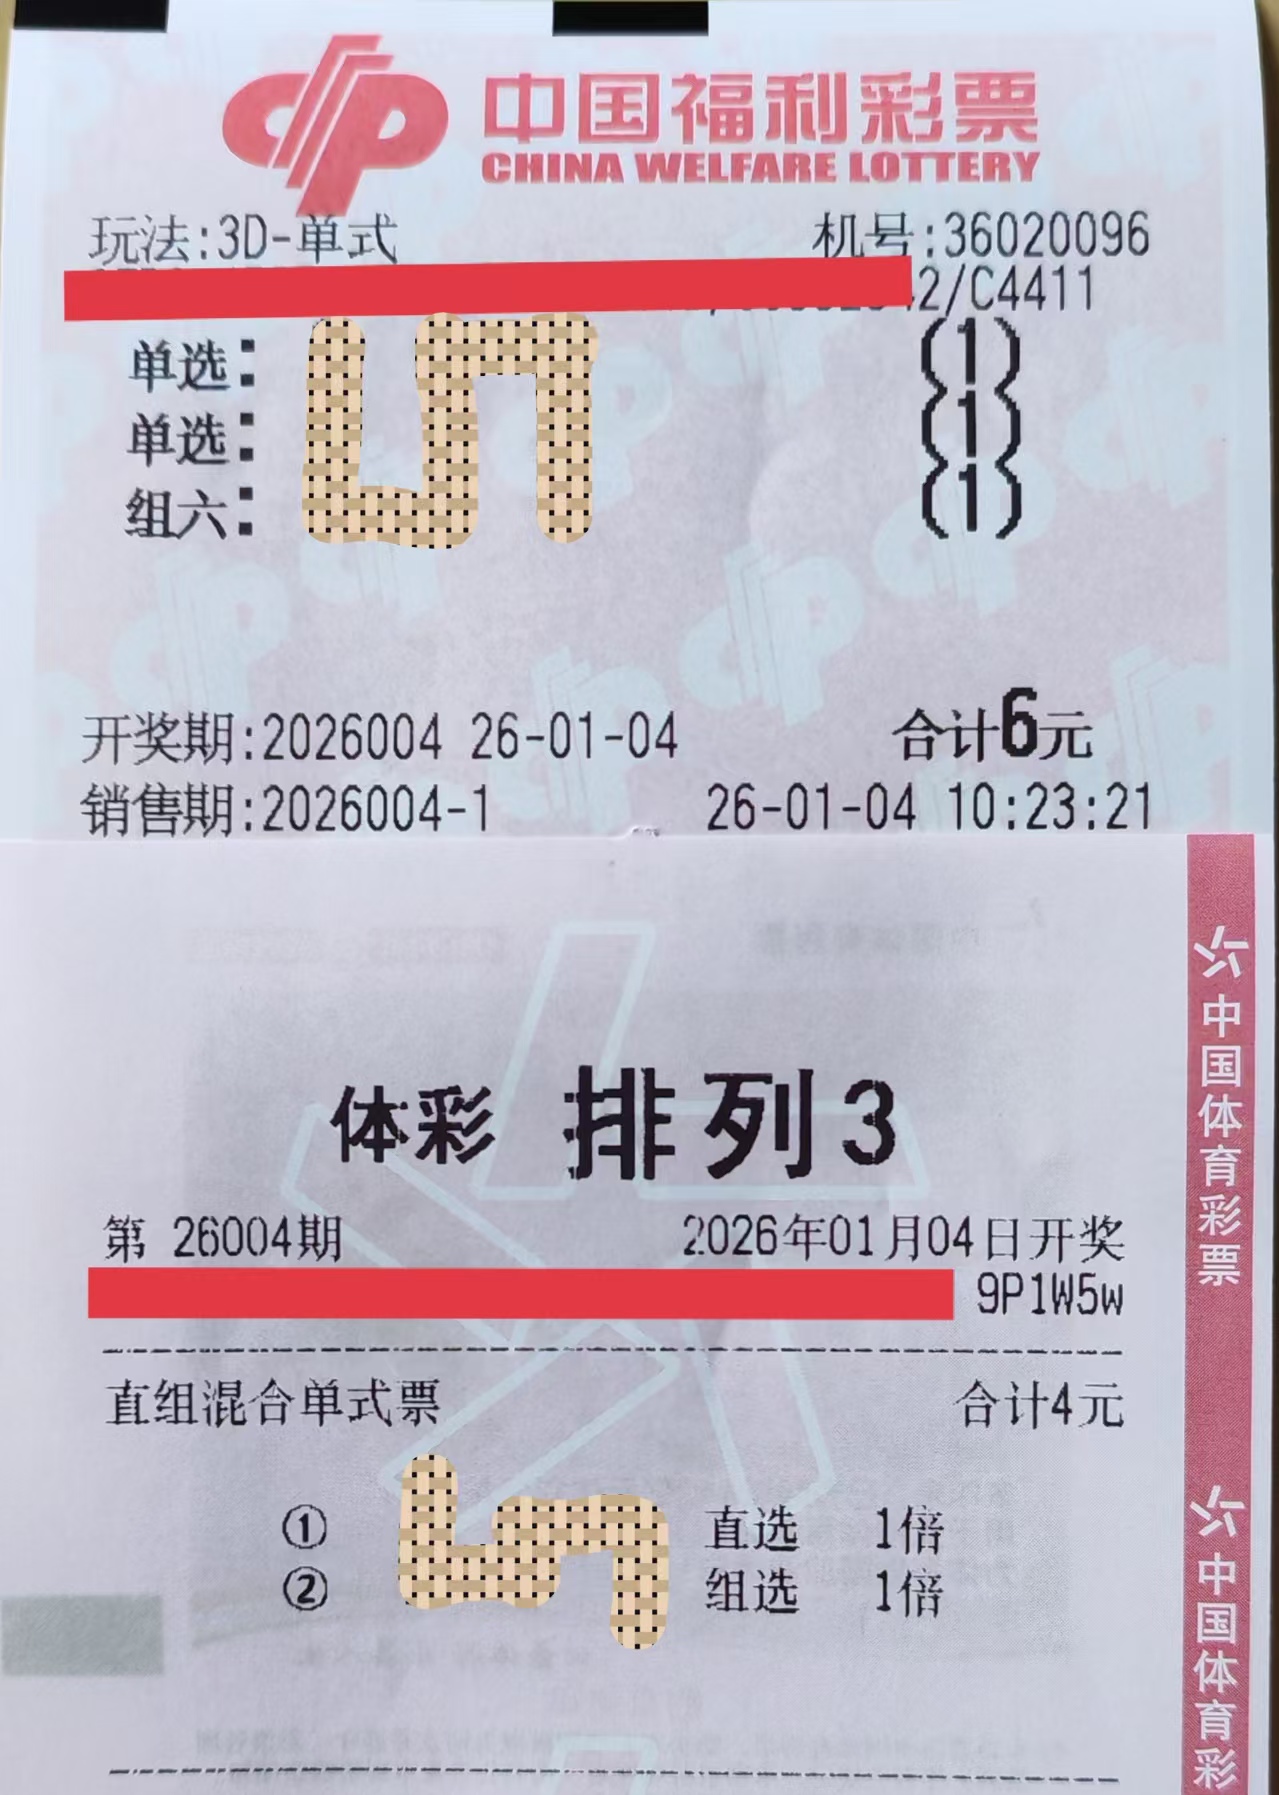 中国福利彩票
CHINA WELFARE LOTTERY
玩法:3D-单式 机号:36020096
2/C4411
单选: (1)
单选: (1)
组六: (1)
开奖期:2026004 26-01-04 合计6元
销售期:2026004-1 26-01-04 10:23:21
体彩 排列3
第 26004期 2026年01月04日开奖
9P1W5w
直组混合单式票 合计4元
① 直选 1倍
② 组选 1倍
中国体育彩票
中国体育彩